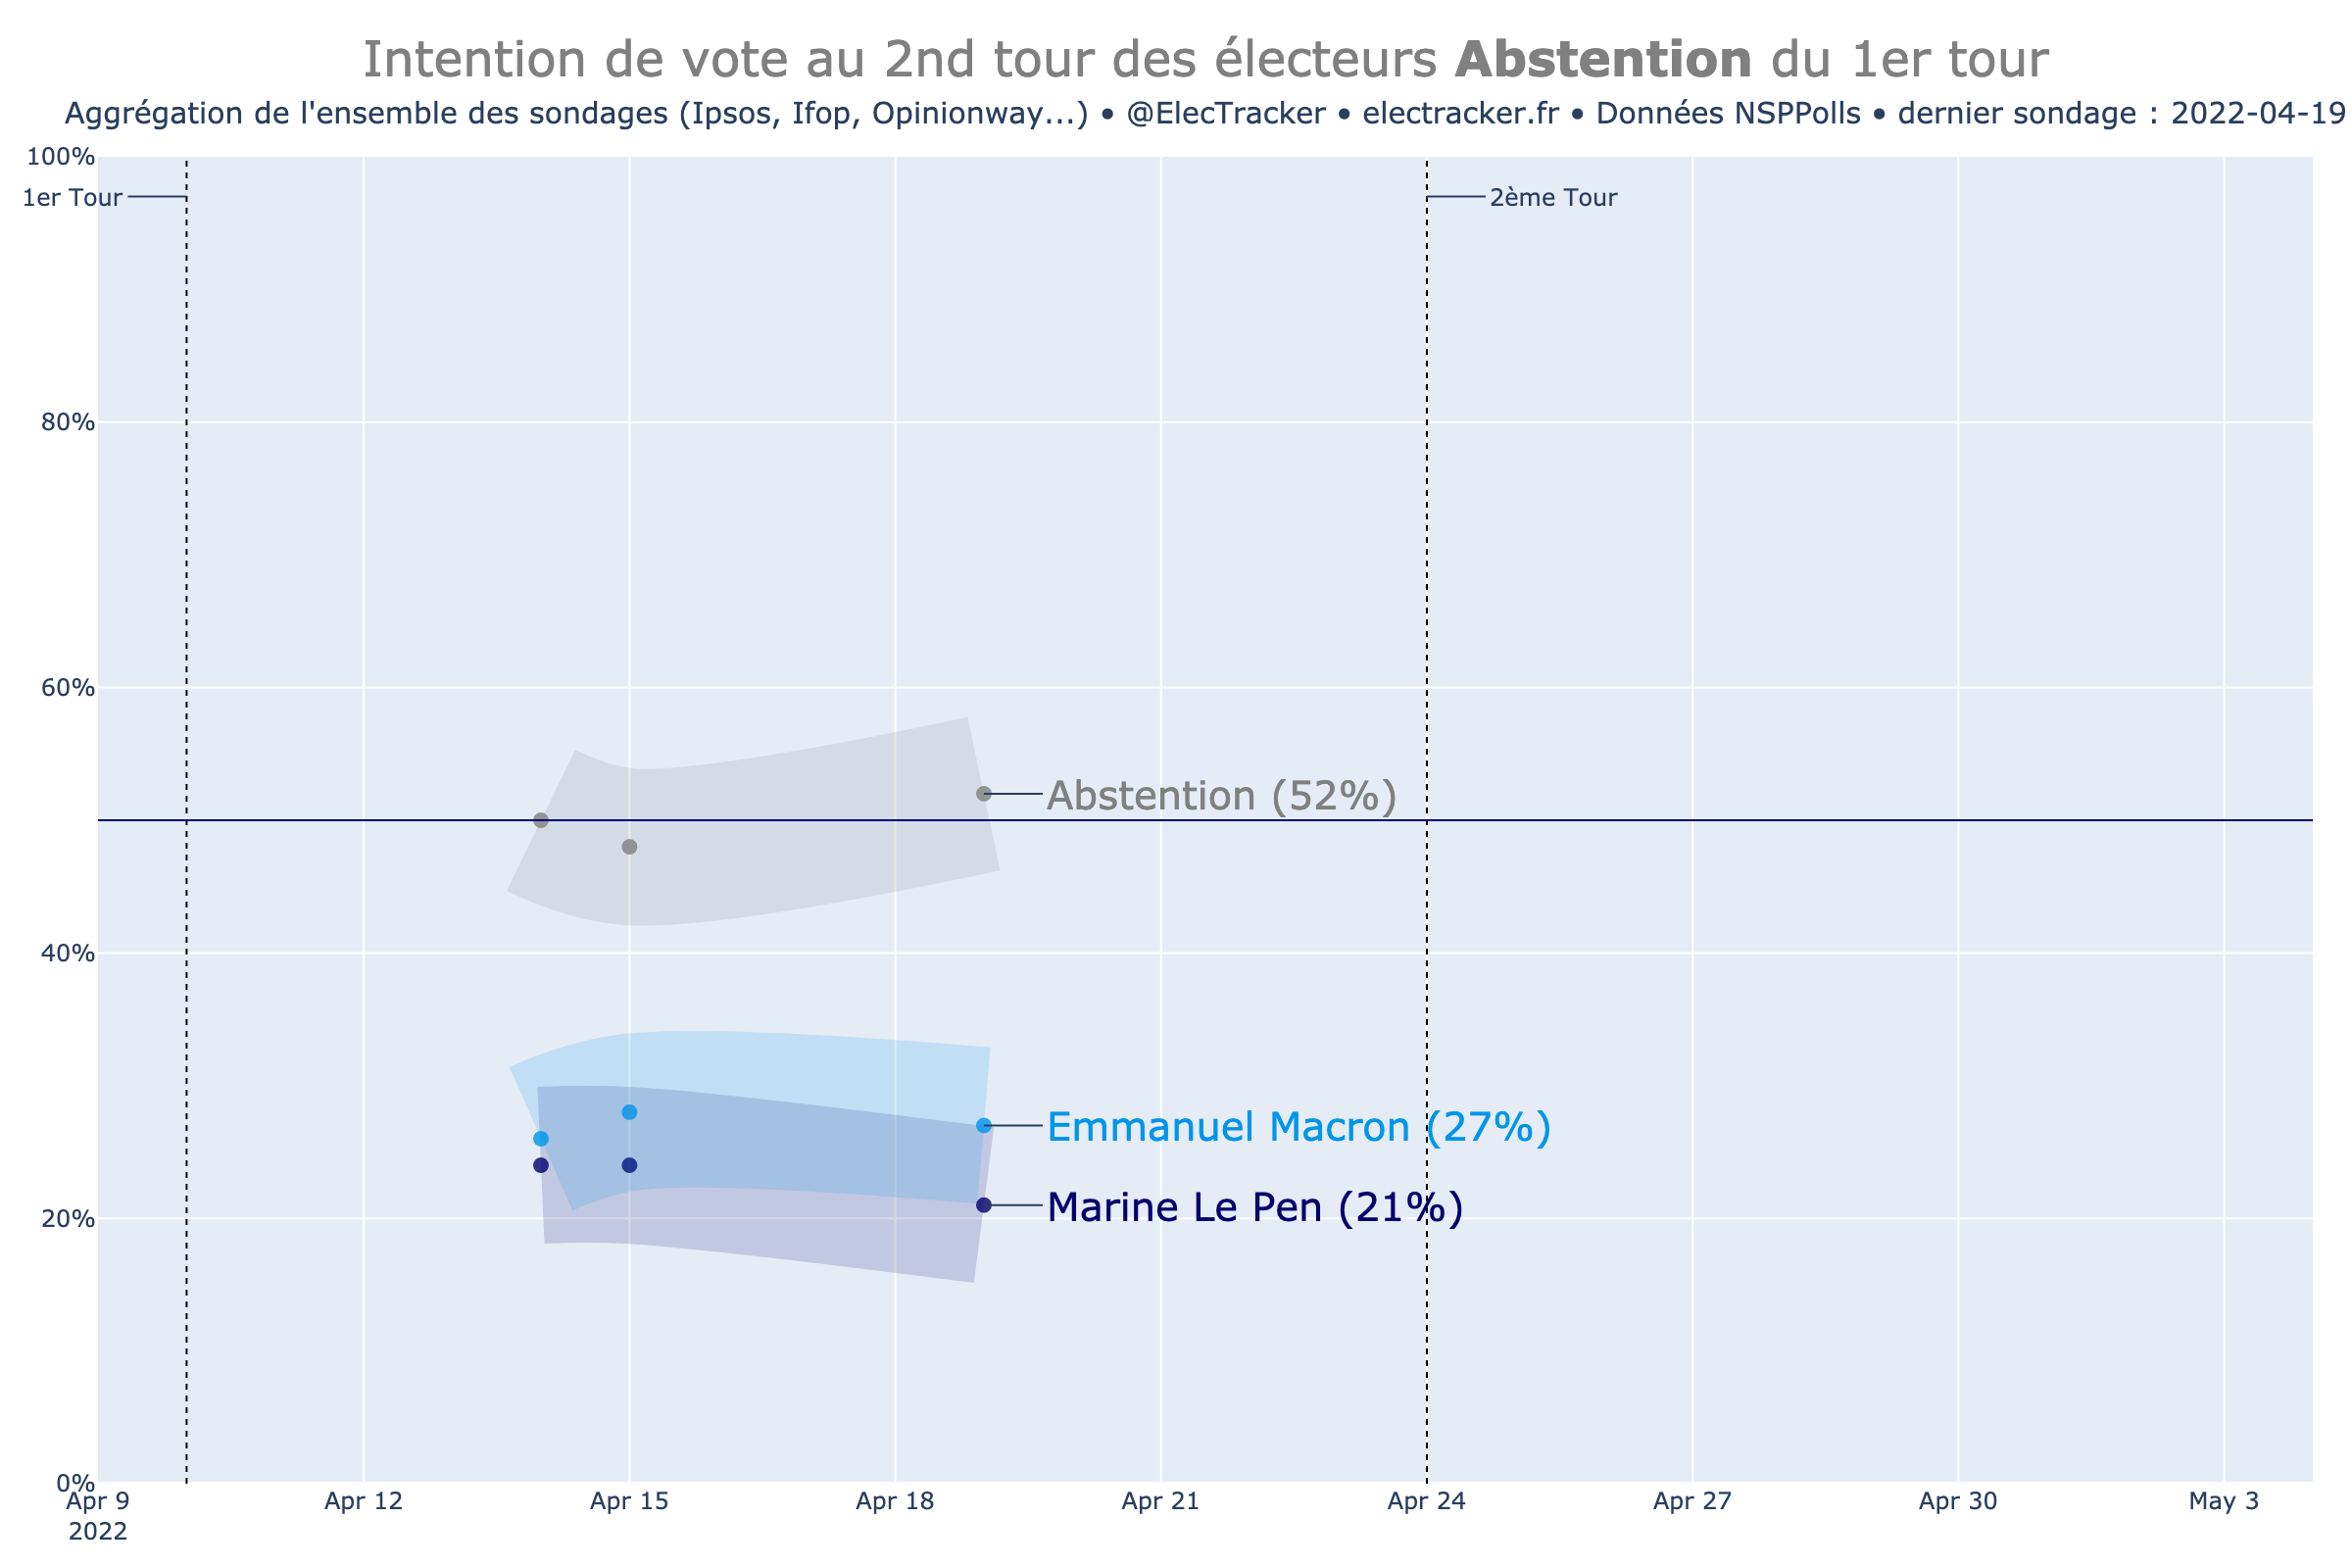 Intention de vote au 2nd tour des électeurs Abstention du 1er tour
Aggrégation de l'ensemble des sondages (Ipsos, Ifop, Opinionway...) • @ElecTracker • electracker.fr • Données NSPPolls • dernier sondage : 2022-04-19
100%
1er Tour
2ème Tour
80%
60%
Abstention (52%)
40%
Emmanuel Macron (27%)
Marine Le Pen (21%)
20%
0%
Apr 9 Apr 12 Apr 15 Apr 18 Apr 21 Apr 24 Apr 27 Apr 30 May 3
2022